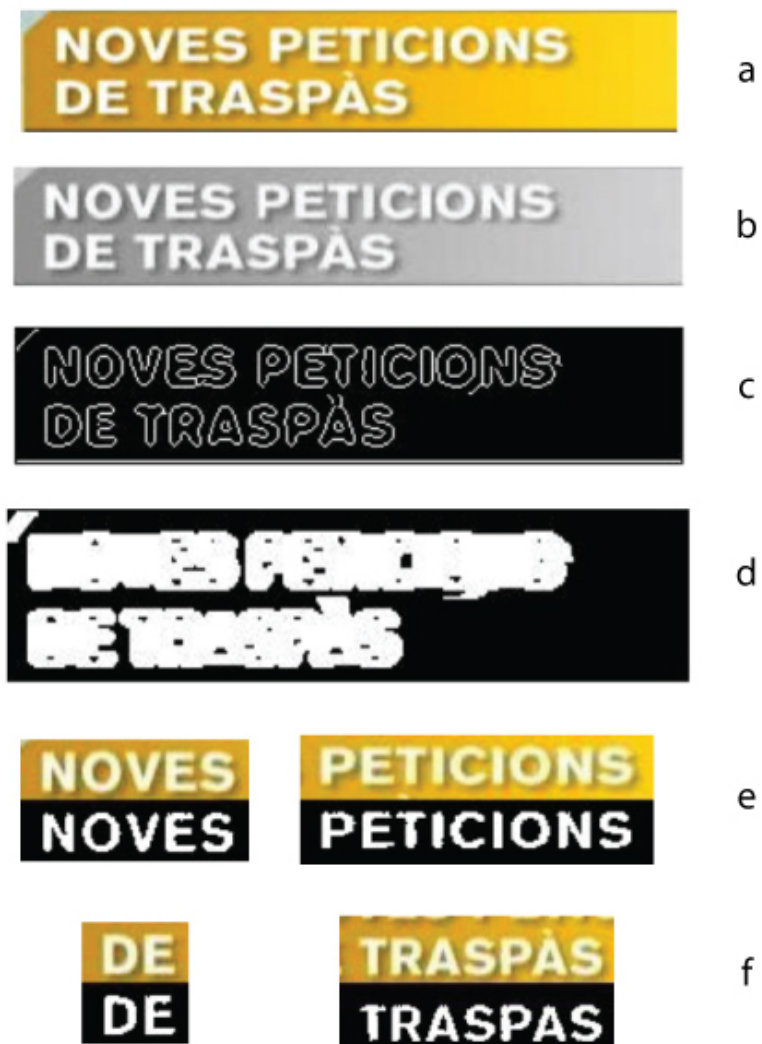 NOVES PETICIONS
DE TRASPÀS
a
NOVES PETICIONS
DE TRASPÀS
b
NOVES PETICIONS
DE TRASPÀS
c
DE TRASPÀS
d
NOVES PETICIONS
NOVES PETICIONS
e
DE TRASPÀS
DE TRASPAS
f